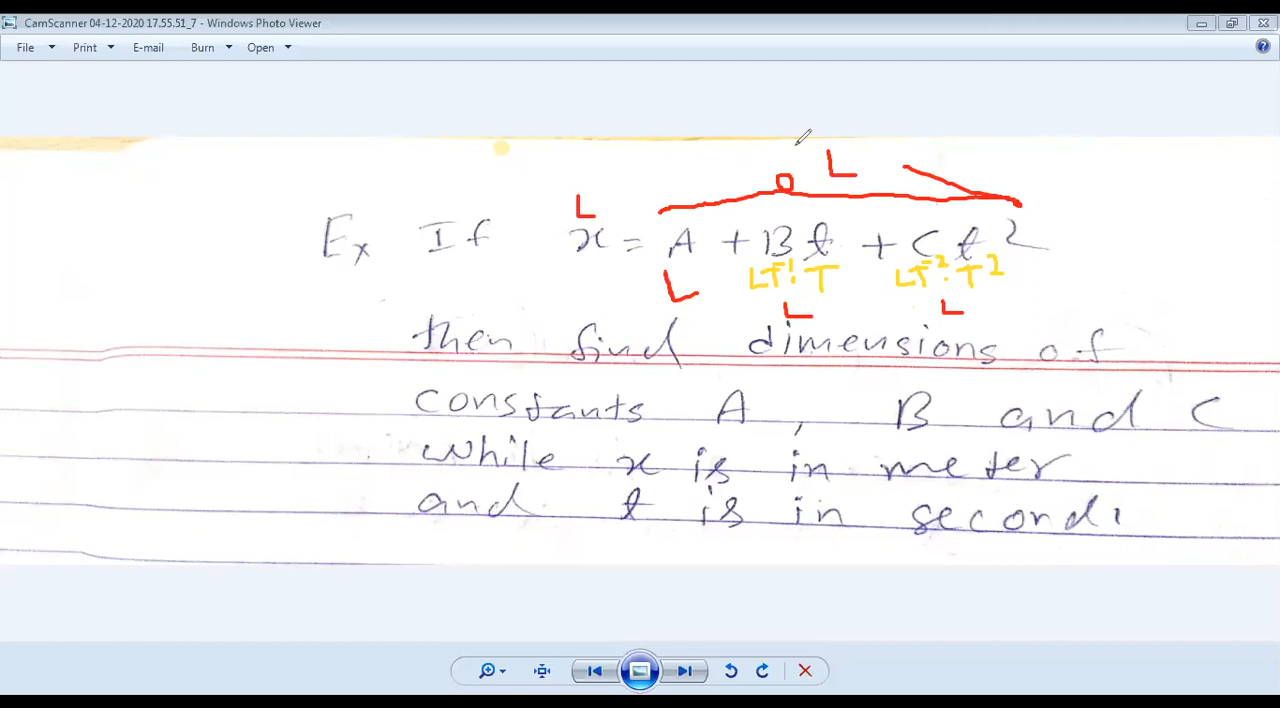 CamScanner 04-12-2020 17.55.51_7 - Windows Photo Viewer
File Print E-mail Burn Open
L
L
Ex If x = A + Bt + Ct²
L LT⁻¹·T LT⁻²·T²
L L
then find dimensions of
constants A, B and C
while x is in meter
and t is in second.